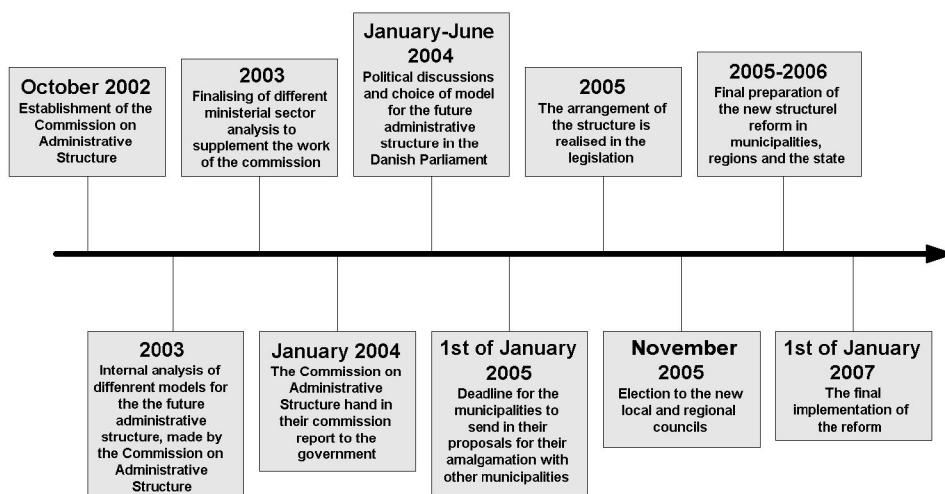 October 2002
Establishment of the
Commission on
Administrative
Structure
2003
Finalising of different
ministerial sector
analysis to
supplement the work
of the commission
January-June
2004
Political discussions
and choice of model
for the future
administrative
structure in the
Danish Parliament
2005
The arrangement of
the structure is
realised in the
legislation
2005-2006
Final preparation of
the new structurel
reform in
municipalities,
regions and the state
2003
Internal analysis of
diffenrent models for
the the future
administrative
structure, made by
the Commission on
Administrative
Structure
January 2004
The Commission on
Administrative
Structure hand in
their commission
report to the
government
1st of January
2005
Deadline for the
municipalities to
send in their
proposals for their
amalgamation with
other municipalities
November
2005
Election to the new
local and regional
councils
1st of January
2007
The final
implementation of
the reform